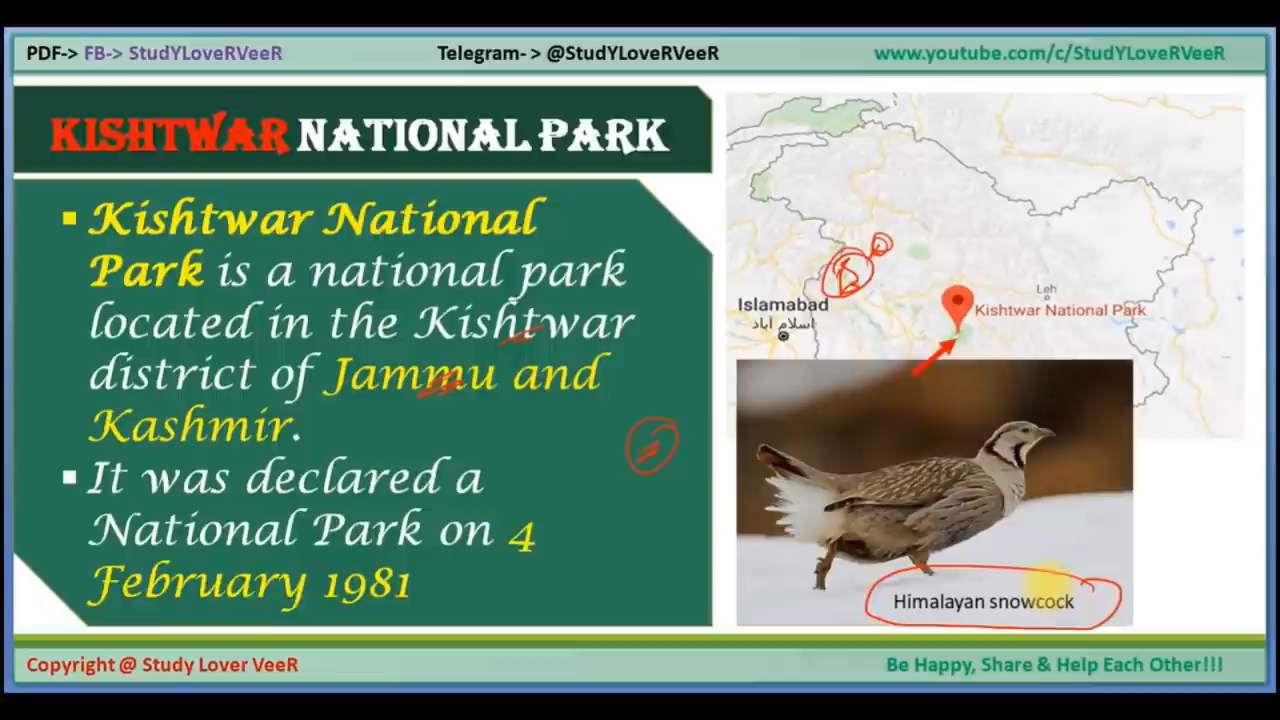 PDF-> FB-> StudYLoveRVeeR
Telegram- > @StudYLoveRVeeR
www.youtube.com/c/StudYLoveRVeeR
KISHTWAR NATIONAL PARK
▪ Kishtwar National
Park is a national park
located in the Kishtwar
district of Jammu and
Kashmir.
▪ It was declared a
National Park on 4
February 1981
Islamabad
اسلام آباد
Leh
Kishtwar National Park
Himalayan snowcock
Copyright @ Study Lover VeeR
Be Happy, Share & Help Each Other!!!